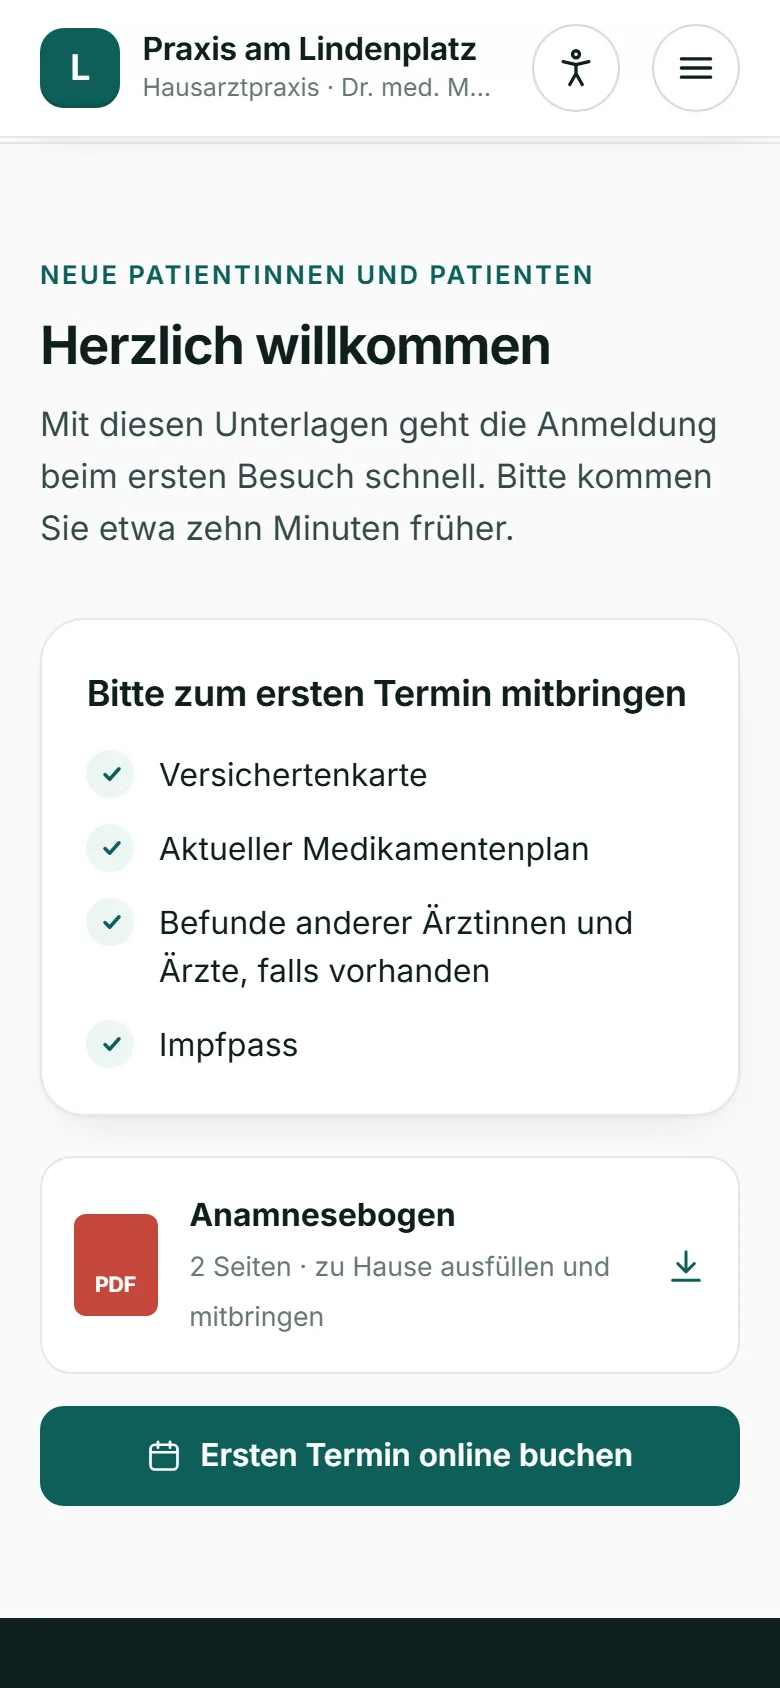 L
Praxis am Lindenplatz
Hausarztpraxis · Dr. med. M...
NEUE PATIENTINNEN UND PATIENTEN
Herzlich willkommen
Mit diesen Unterlagen geht die Anmeldung
beim ersten Besuch schnell. Bitte kommen
Sie etwa zehn Minuten früher.
Bitte zum ersten Termin mitbringen
Versichertenkarte
Aktueller Medikamentenplan
Befunde anderer Ärztinnen und
Ärzte, falls vorhanden
Impfpass
Anamnesebogen
PDF
2 Seiten · zu Hause ausfüllen und
mitbringen
Ersten Termin online buchen